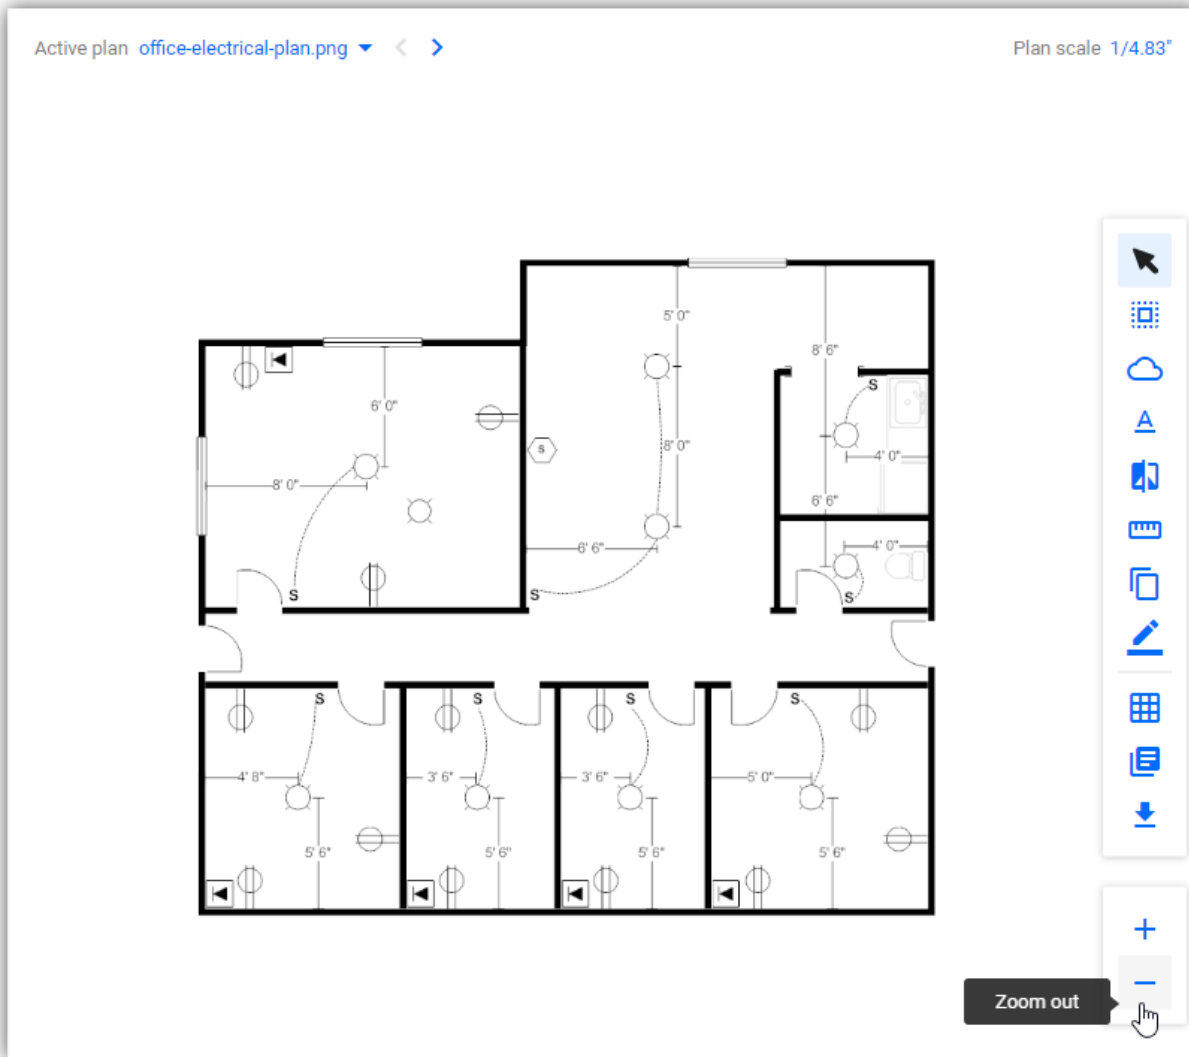 Active plan office-electrical-plan.png
Plan scale 1/4.83"
5' 0"
8' 6"
S
6' 0"
S
8' 0"
4' 0"
8' 0"
6' 6"
6' 6"
4' 0"
S
S
S
S
S
S
S
4' 8"
3' 6"
3' 6"
5' 0"
5' 6"
5' 6"
5' 6"
5' 6"
A
Zoom out